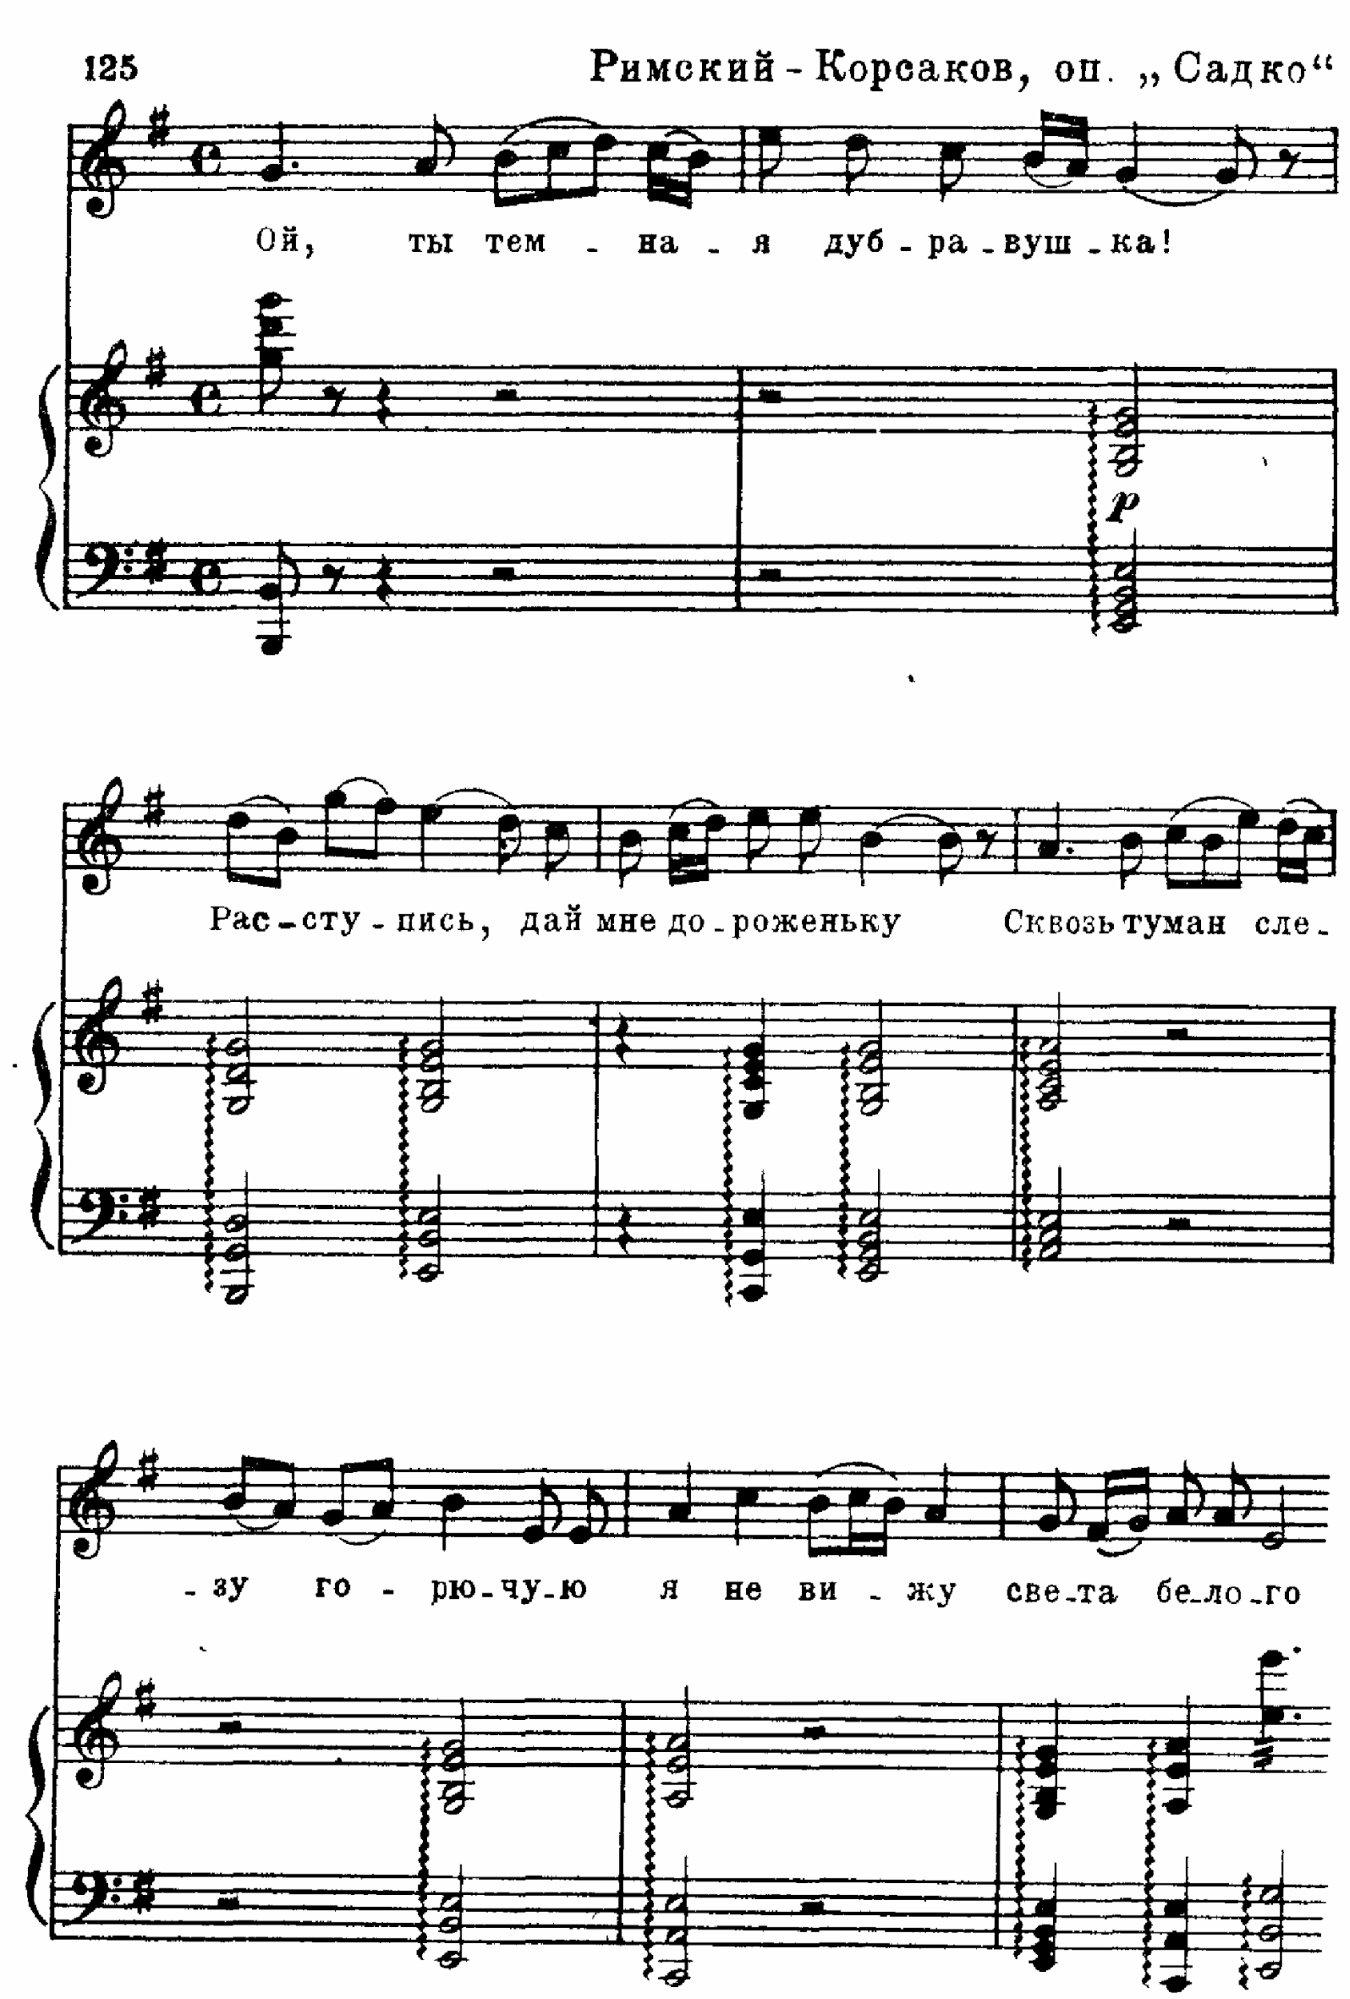 125 Римский - Корсаков, оп. „Садко“
Ой, ты тем - на - я дуб - ра - вуш - ка!
p
Рас - сту - пись, дай мне до - роженьку Сквозь туман сле -
- зу го - рю - чу - ю я не ви - жу све - та бе - ло - го